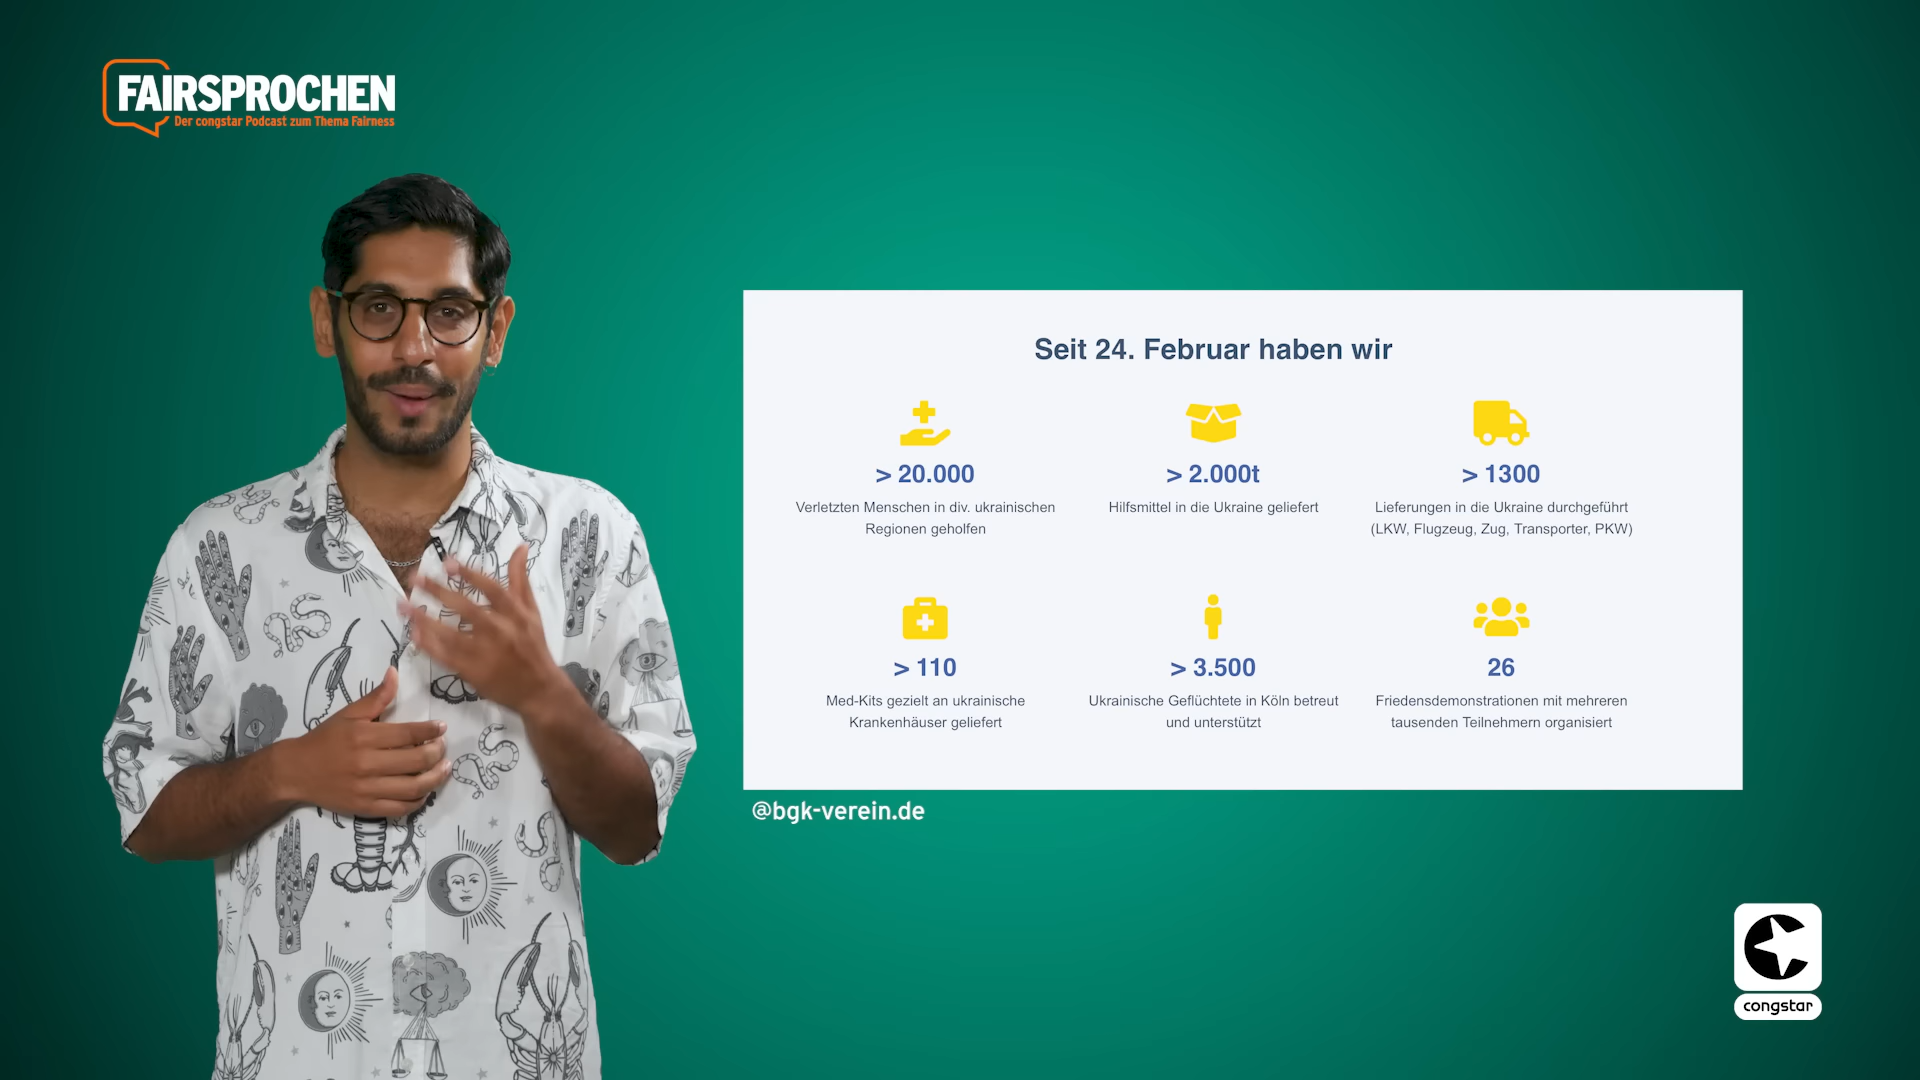 FAIRSPROCHEN
Der congstar Podcast zum Thema Fairness
Seit 24. Februar haben wir
> 20.000
Verletzten Menschen in div. ukrainischen
Regionen geholfen
> 2.000t
Hilfsmittel in die Ukraine geliefert
> 1300
Lieferungen in die Ukraine durchgeführt
(LKW, Flugzeug, Zug, Transporter, PKW)
> 110
Med-Kits gezielt an ukrainische
Krankenhäuser geliefert
> 3.500
Ukrainische Geflüchtete in Köln betreut
und unterstützt
26
Friedensdemonstrationen mit mehreren
tausenden Teilnehmern organisiert
@bgk-verein.de
congstar